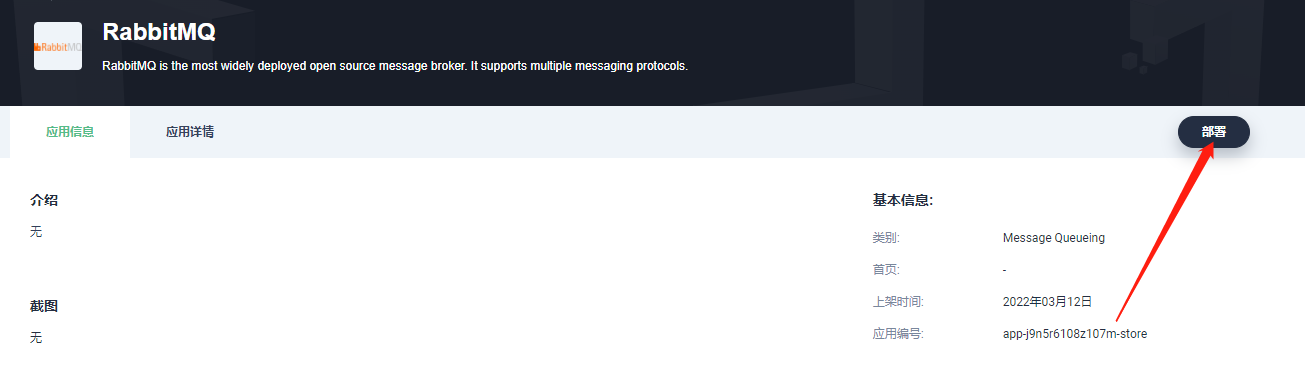 RabbitMQ
RabbitMQ
RabbitMQ is the most widely deployed open source message broker. It supports multiple messaging protocols.
应用信息
应用详情
部署
介绍
无
截图
无
基本信息:
类别: Message Queueing
首页: -
上架时间: 2022年03月12日
应用编号: app-j9n5r6108z107m-store